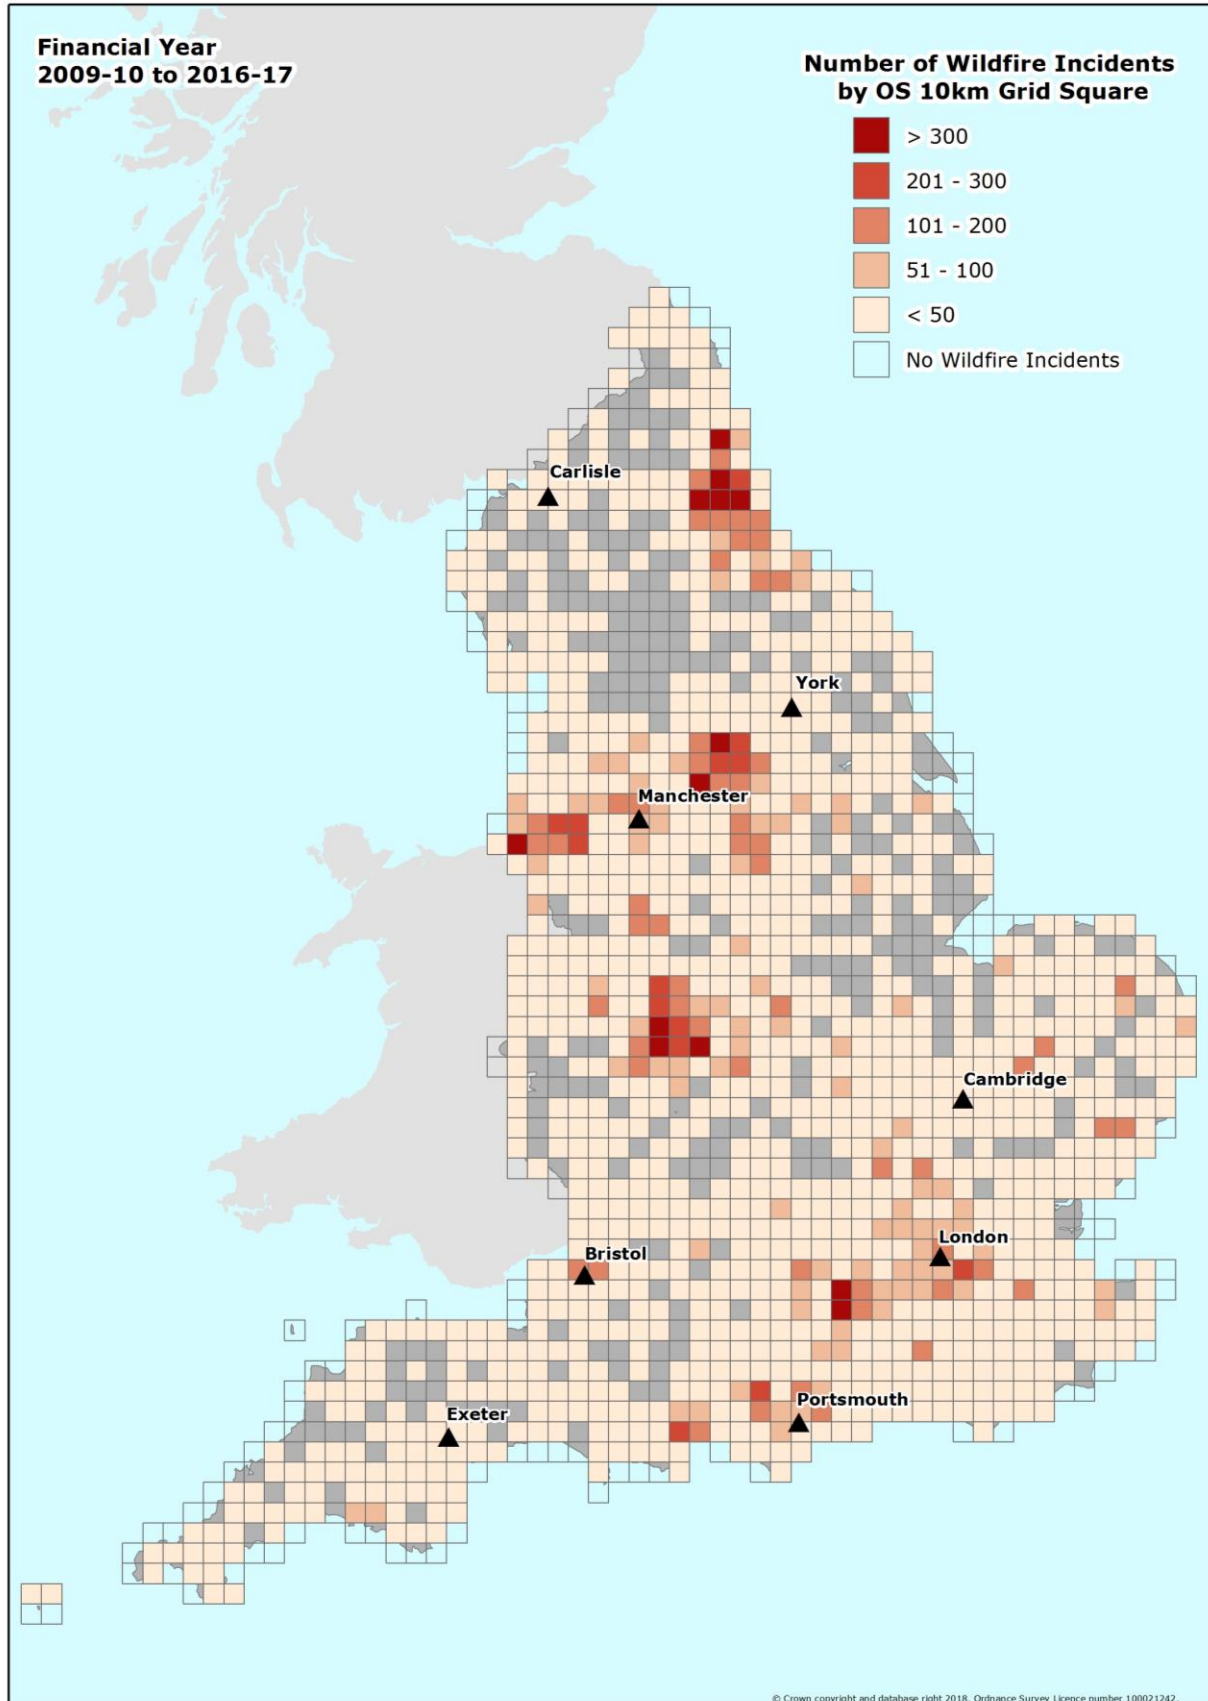 Financial Year
2009-10 to 2016-17
Number of Wildfire Incidents
by OS 10km Grid Square
> 300
201 - 300
101 - 200
51 - 100
< 50
No Wildfire Incidents
Carlisle
York
Manchester
Cambridge
London
Bristol
Portsmouth
Exeter
© Crown copyright and database right 2018. Ordnance Survey Licence number 100021242.